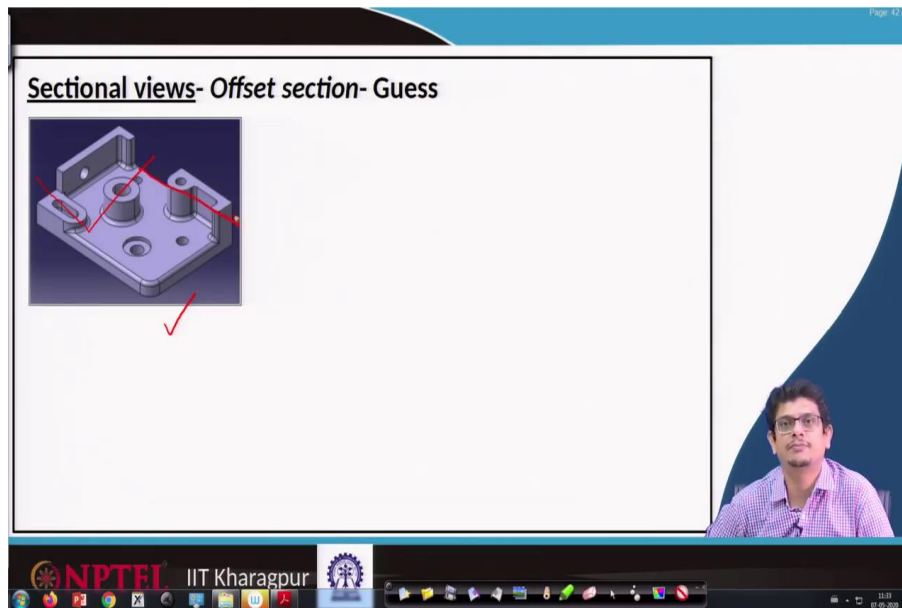 Page 42
Sectional views- Offset section- Guess
NPTEL IIT Kharagpur
11:33
07-05-2020